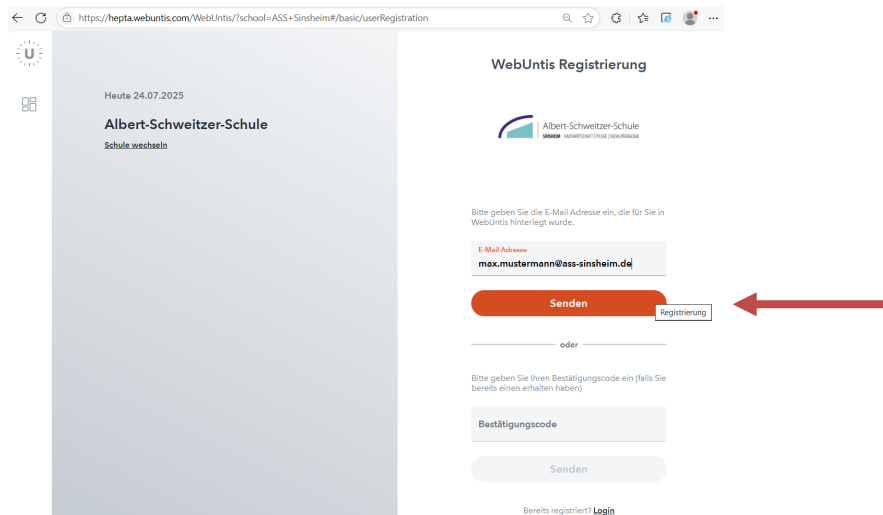 https://hepta.webuntis.com/WebUntis/?school=ASS+Sinsheim#/basic/userRegistration
U
Heute 24.07.2025
Albert-Schweitzer-Schule
Schule wechseln
WebUntis Registrierung
Albert-Schweitzer-Schule
SINSHEIM HAUSWIRTSCHAFT | PFLEGE | SOZIALPÄDAGOGIK
Bitte geben Sie die E-Mail Adresse ein, die für Sie in
WebUntis hinterlegt wurde.
E-Mail Adresse
max.mustermann@ass-sinsheim.de
Senden
Registrierung
oder
Bitte geben Sie Ihren Bestätigungscode ein (falls Sie
bereits einen erhalten haben)
Bestätigungscode
Senden
Bereits registriert? Login